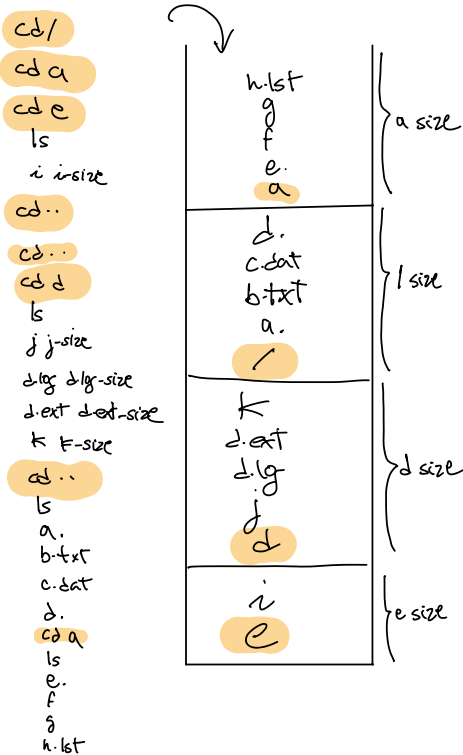 cd /
cd a
cd e
ls
i i-size
cd ..
cd ..
cd d
ls
j j-size
d.log d.lg-size
d.ext d.ext-size
k k-size
cd ..
ls
a.
b.txt
c.dat
d.
cd a
ls
e.
f
g
h.lst
h.lst
g
f
e.
a
a size
d.
c.dat
b.txt
a.
/
/ size
k
d.ext
d.lg
j
d
d size
i
e
e size